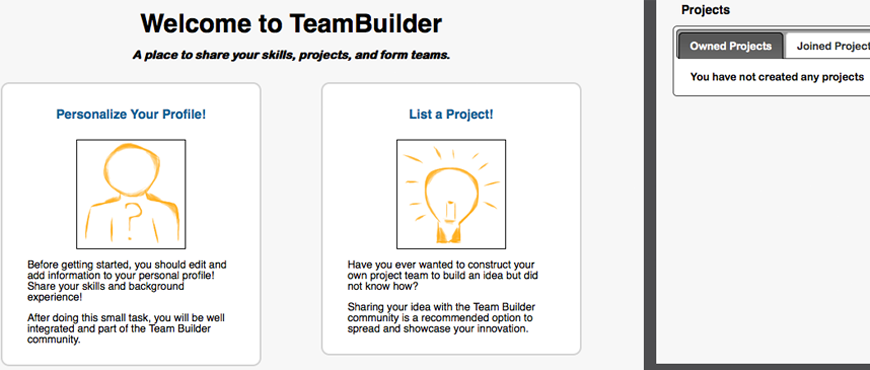 Welcome to TeamBuilder
A place to share your skills, projects, and form teams.
Personalize Your Profile!
?
Before getting started, you should edit and
add information to your personal profile!
Share your skills and background
experience!
After doing this small task, you will be well
integrated and part of the Team Builder
community.
List a Project!
Have you ever wanted to construct your
own project team to build an idea but did
not know how?
Sharing your idea with the Team Builder
community is a recommended option to
spread and showcase your innovation.
Projects
Owned Projects Joined Project
You have not created any projects